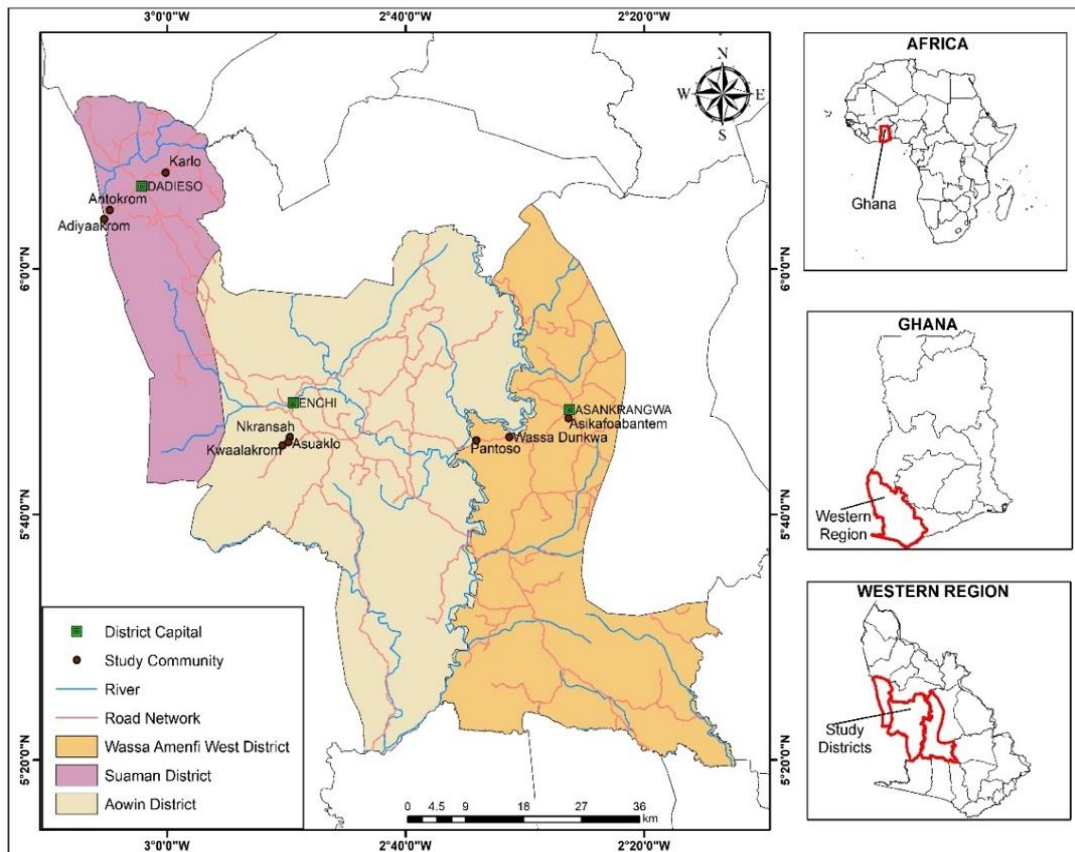 3°0'0"W 2°40'0"W 2°20'0"W
N
W E
S
Karlo
DADIESO
Antokrom
Adiyaakrom
6°0'0"N 6°0'0"N
ENCHI
Nkransah
Asuaklo
Kwaalakrom
ASANKRANGWA
Asikafoabantem
Wassa Dunkwa
Pantoso
5°40'0"N 5°40'0"N
District Capital
Study Community
River
Road Network
Wassa Amenfi West District
Suaman District
Aowin District
5°20'0"N 5°20'0"N
0 4.5 9 18 27 36
km
3°0'0"W 2°40'0"W 2°20'0"W
AFRICA
Ghana
GHANA
Western
Region
WESTERN REGION
Study
Districts